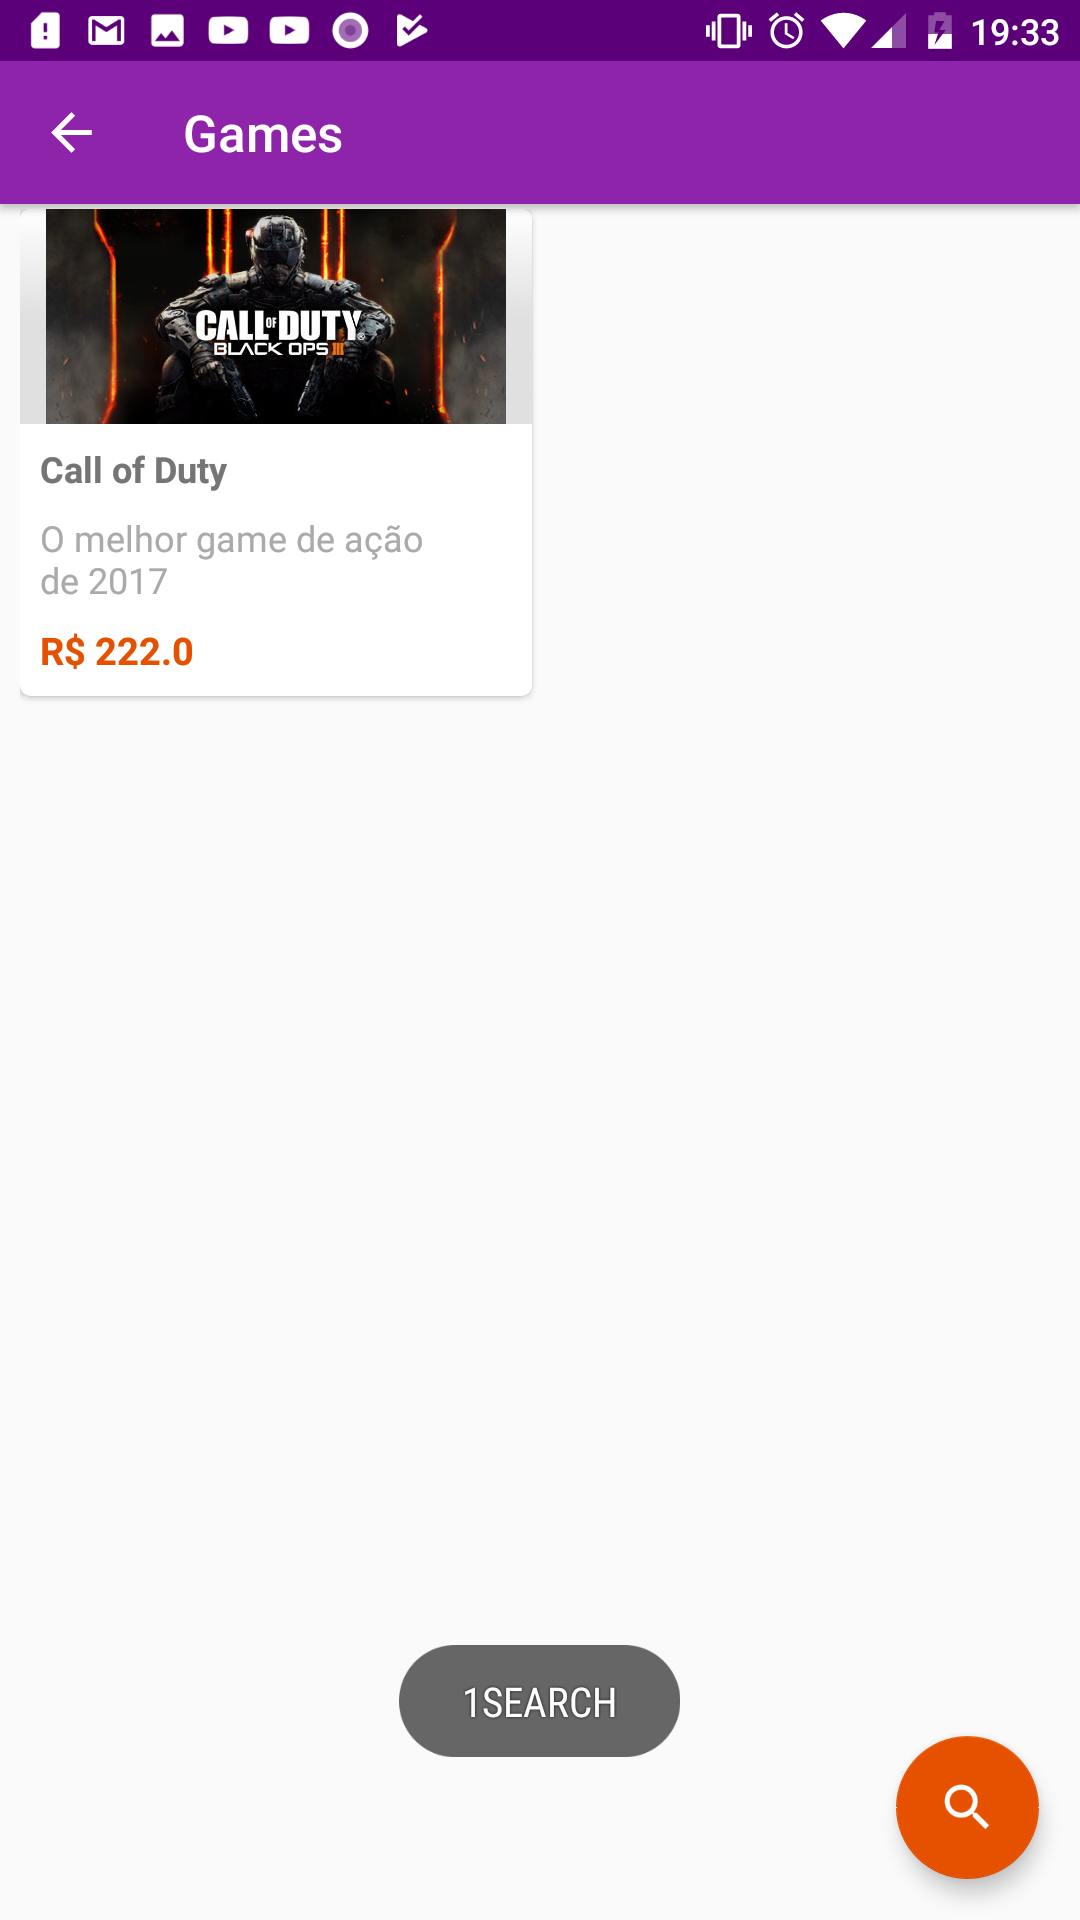 19:33
Games
CALL OF DUTY
BLACK OPS III
Call of Duty
O melhor game de ação
de 2017
R$ 222.0
1SEARCH